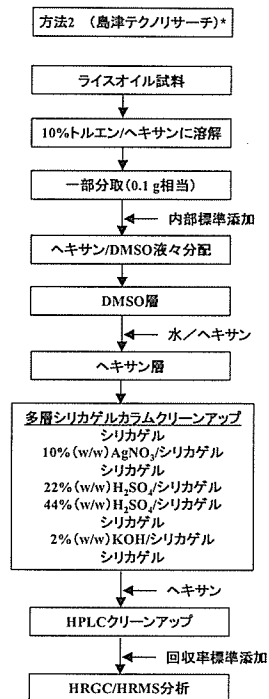 方法2 (島津テクノリサーチ)*
ライスオイル試料
10%トルエン/ヘキサンに溶解
一部分取(0.1 g相当)
内部標準添加
ヘキサン/DMSO液々分配
DMSO層
水/ヘキサン
ヘキサン層
多層シリカゲルカラムクリーンアップ
シリカゲル
10%(w/w)AgNO3/シリカゲル
シリカゲル
22%(w/w)H2SO4/シリカゲル
44%(w/w)H2SO4/シリカゲル
シリカゲル
2%(w/w)KOH/シリカゲル
シリカゲル
ヘキサン
HPLCクリーンアップ
回収率標準添加
HRGC/HRMS分析